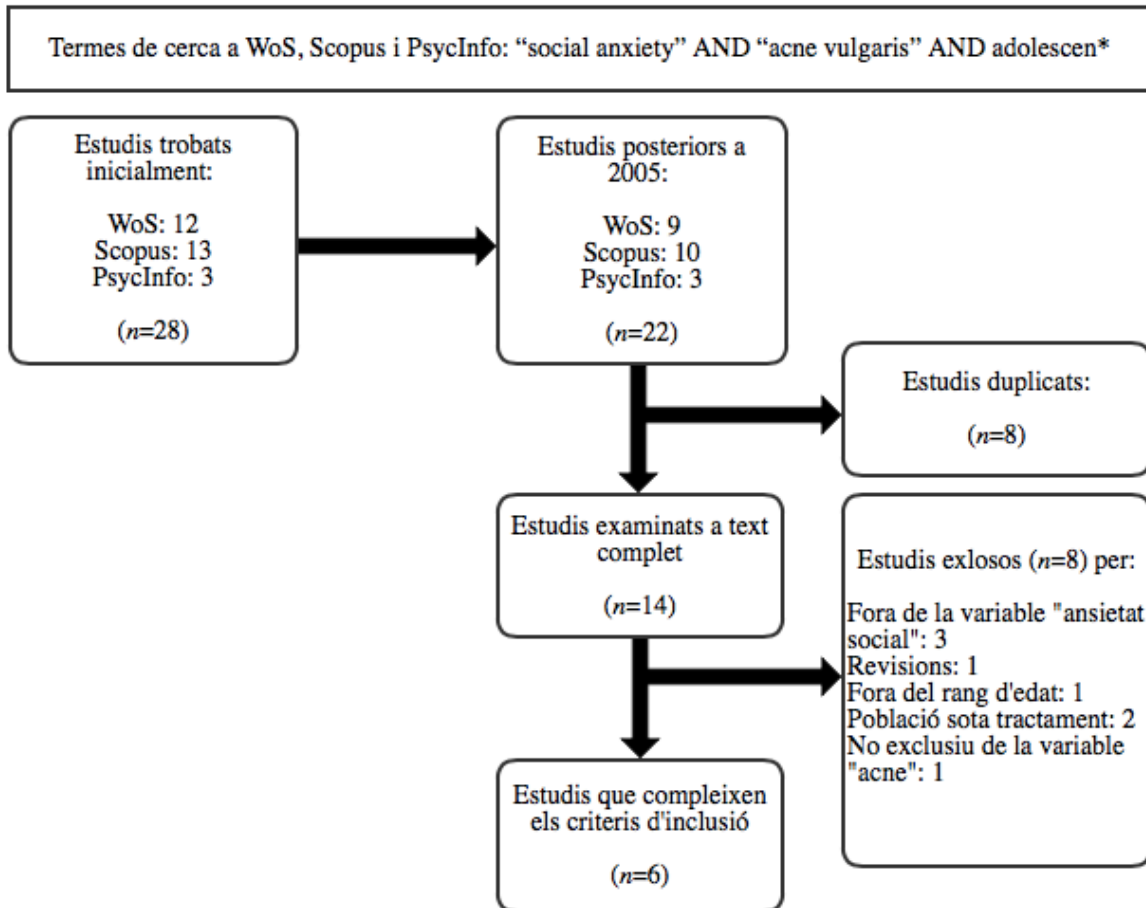 Termes de cerca a WoS, Scopus i PsycInfo: “social anxiety” AND “acne vulgaris” AND adolescen*
Estudis trobats
inicialment:
WoS: 12
Scopus: 13
PsycInfo: 3
(n=28)
Estudis posteriors a
2005:
WoS: 9
Scopus: 10
PsycInfo: 3
(n=22)
Estudis duplicats:
(n=8)
Estudis examinats a text
complet
(n=14)
Estudis exlosos (n=8) per:
Fora de la variable "ansietat
social": 3
Revisions: 1
Fora del rang d'edat: 1
Població sota tractament: 2
No exclusiu de la variable
"acne": 1
Estudis que compleixen
els criteris d'inclusió
(n=6)